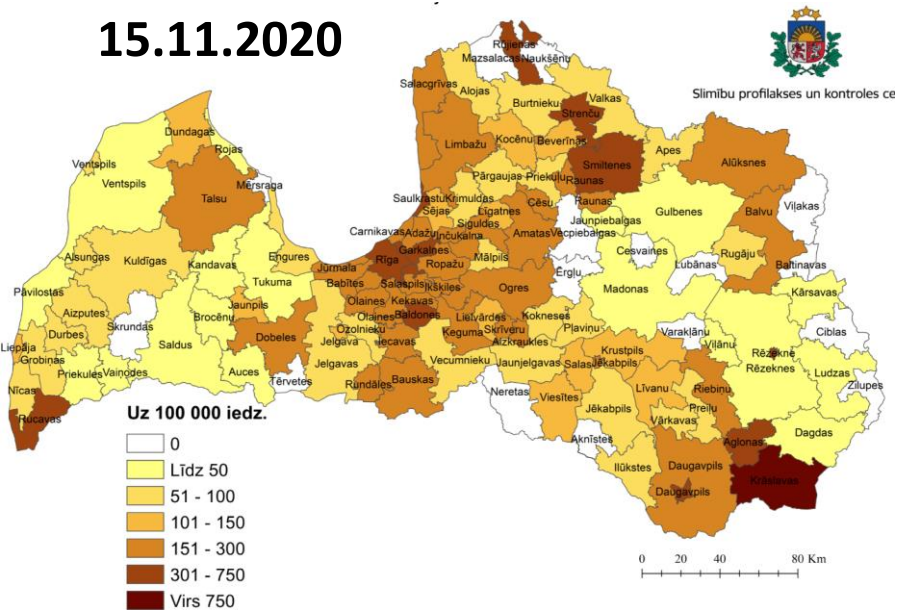 15.11.2020
Slimību profilakses un kontroles ce
Rūjienas
Mazsalacas Naukšēnu
Salacgrīvas
Alojas
Burtnieku
Valkas
Strenču
Dundagas
Rojas
Limbažu
Kocēnu
Beverīnas
Smiltenes
Apes
Alūksnes
Ventspils
Ventspils
Talsu
Mērsraga
Pārgaujas
Priekuļu
Raunas
Saulkrastu
Krimuldas
Sējas
Līgatnes
Cēsu
Raunas
Gulbenes
Balvu
Viļakas
Siguldas
Jaunpiebalgas
Vecpiebalgas
Carnikavas
Ādažu
Inčukalna
Amatas
Alsungas
Kuldīgas
Kandavas
Engures
Rīga
Garkalnes
Mālpils
Cesvaines
Rugāju
Jūrmala
Ropažu
Ērgļu
Lubānas
Baltinavas
Tukuma
Babītes
Salaspils
Ikšķiles
Ogres
Madonas
Kārsavas
Pāvilostas
Aizputes
Skrundas
Brocēnu
Jaunpils
Olaines
Ķekavas
Olaines
Baldones
Lielvārdes
Kokneses
Durbes
Saldus
Dobeles
Ozolnieku
Ķeguma
Skrīveru
Pļaviņu
Varakļānu
Viļānu
Ciblas
Liepāja
Grobiņas
Jelgava
Iecavas
Aizkraukles
Krustpils
Rēzekne
Rēzeknes
Ludzas
Priekules
Vaiņodes
Auces
Tērvetes
Jelgavas
Vecumnieku
Jaunjelgavas
Salas
Jēkabpils
Zilupes
Nīcas
Rundāles
Bauskas
Neretas
Viesītes
Līvānu
Riebiņu
Rucavas
Jēkabpils
Preiļu
Vārkavas
Dagdas
Aknīstes
Aglonas
Ilūkstes
Daugavpils
Krāslavas
Daugavpils
Uz 100 000 iedz.
0
Līdz 50
51 - 100
101 - 150
151 - 300
301 - 750
Virs 750
0 20 40 80 Km